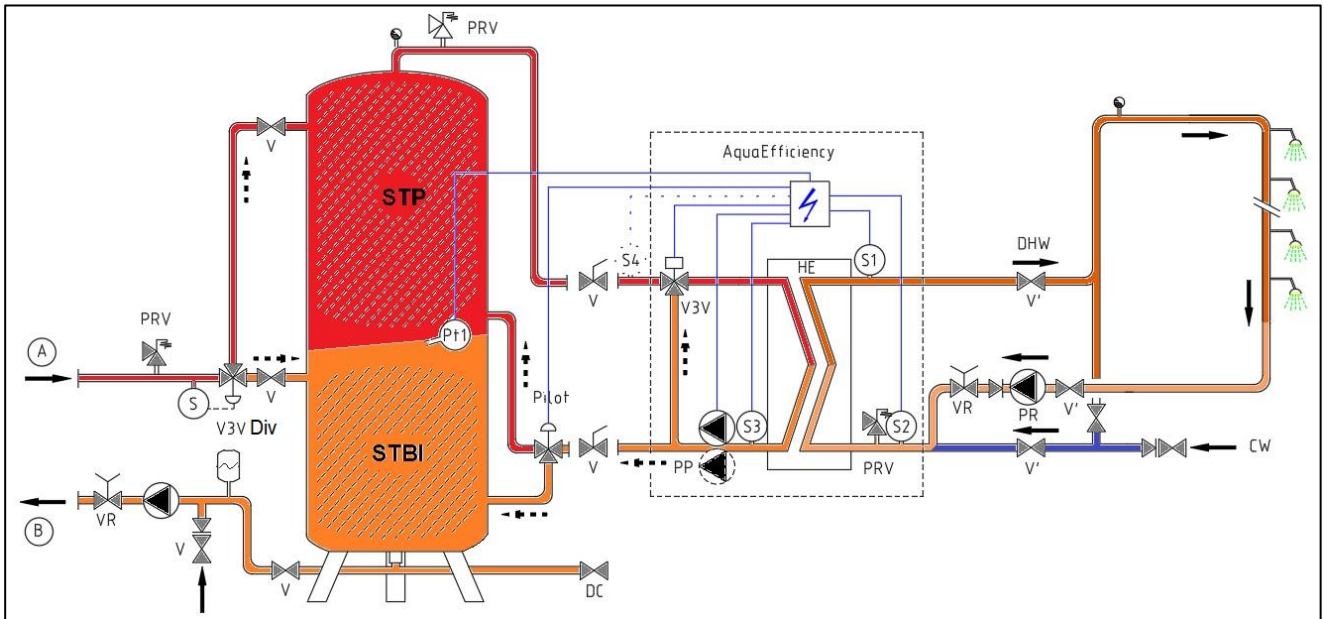 PRV
AquaEfficiency
V
STP
S4
S1
HE
DHW
V
V3V
V'
Pt1
PRV
A
V
Pilot
S
V3V Div
VR
PR
V'
STBI
V
S3
S2
PP
PRV
V'
CW
VR
B
V
V
DC